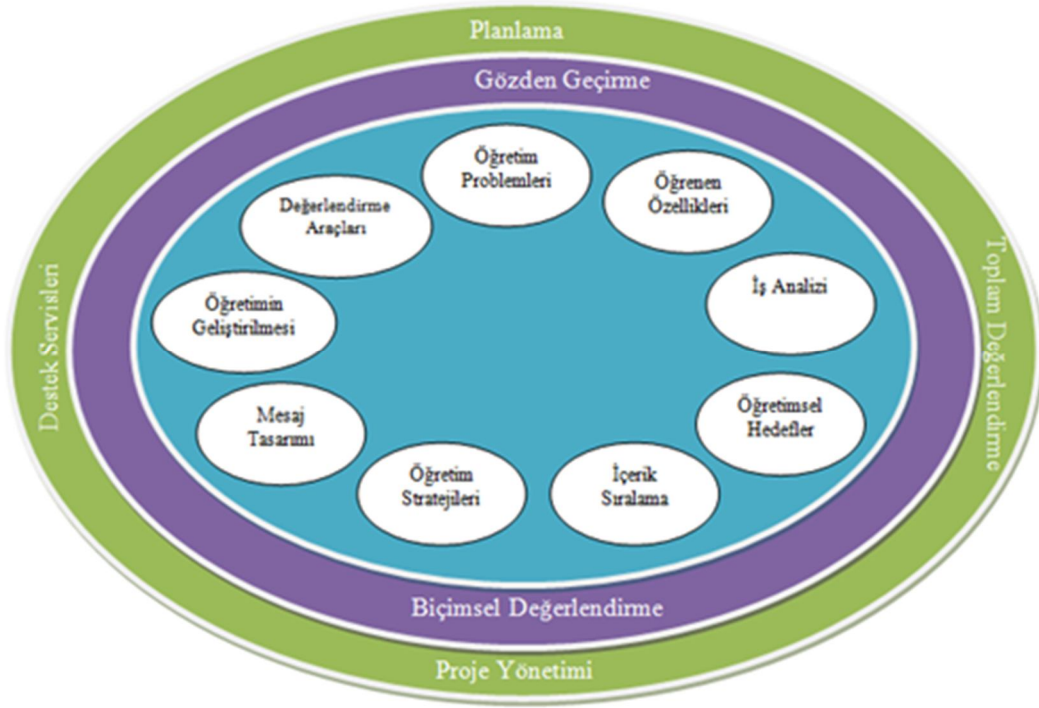 Planlama
Gözden Geçirme
Öğretim
Problemleri
Öğrenen
Özellikleri
Değerlendirme
Araçları
İş Analizi
Öğretimin
Geliştirilmesi
Öğretimsel
Hedefler
Mesaj
Tasarımı
Öğretim
Stratejileri
İçerik
Sıralama
Destek Servisleri
Toplam Değerlendirme
Biçimsel Değerlendirme
Proje Yönetimi